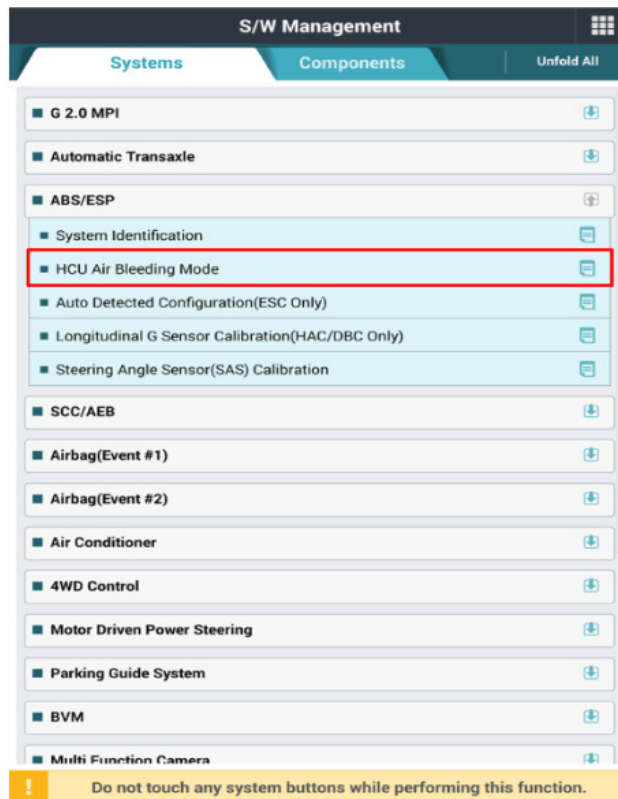 S/W Management
Systems
Components
Unfold All
G 2.0 MPI
Automatic Transaxle
ABS/ESP
System Identification
HCU Air Bleeding Mode
Auto Detected Configuration(ESC Only)
Longitudinal G Sensor Calibration(HAC/DBC Only)
Steering Angle Sensor(SAS) Calibration
SCC/AEB
Airbag(Event #1)
Airbag(Event #2)
Air Conditioner
4WD Control
Motor Driven Power Steering
Parking Guide System
BVM
Multi Function Camera
! Do not touch any system buttons while performing this function.